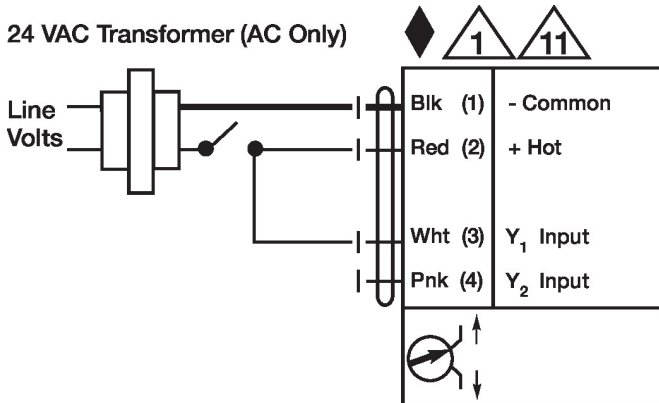 24 VAC Transformer (AC Only)
1
11
Line
Volts
Blk (1) - Common
Red (2) + Hot
Wht (3) Y1 Input
Pnk (4) Y2 Input